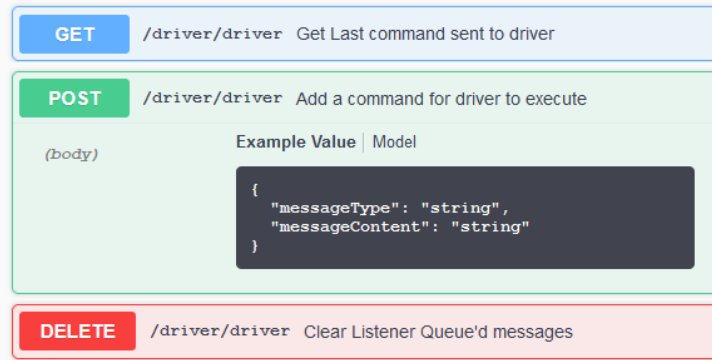 GET /driver/driver Get Last command sent to driver
POST /driver/driver Add a command for driver to execute
(body) Example Value Model
{
"messageType": "string",
"messageContent": "string"
}
DELETE /driver/driver Clear Listener Queue'd messages